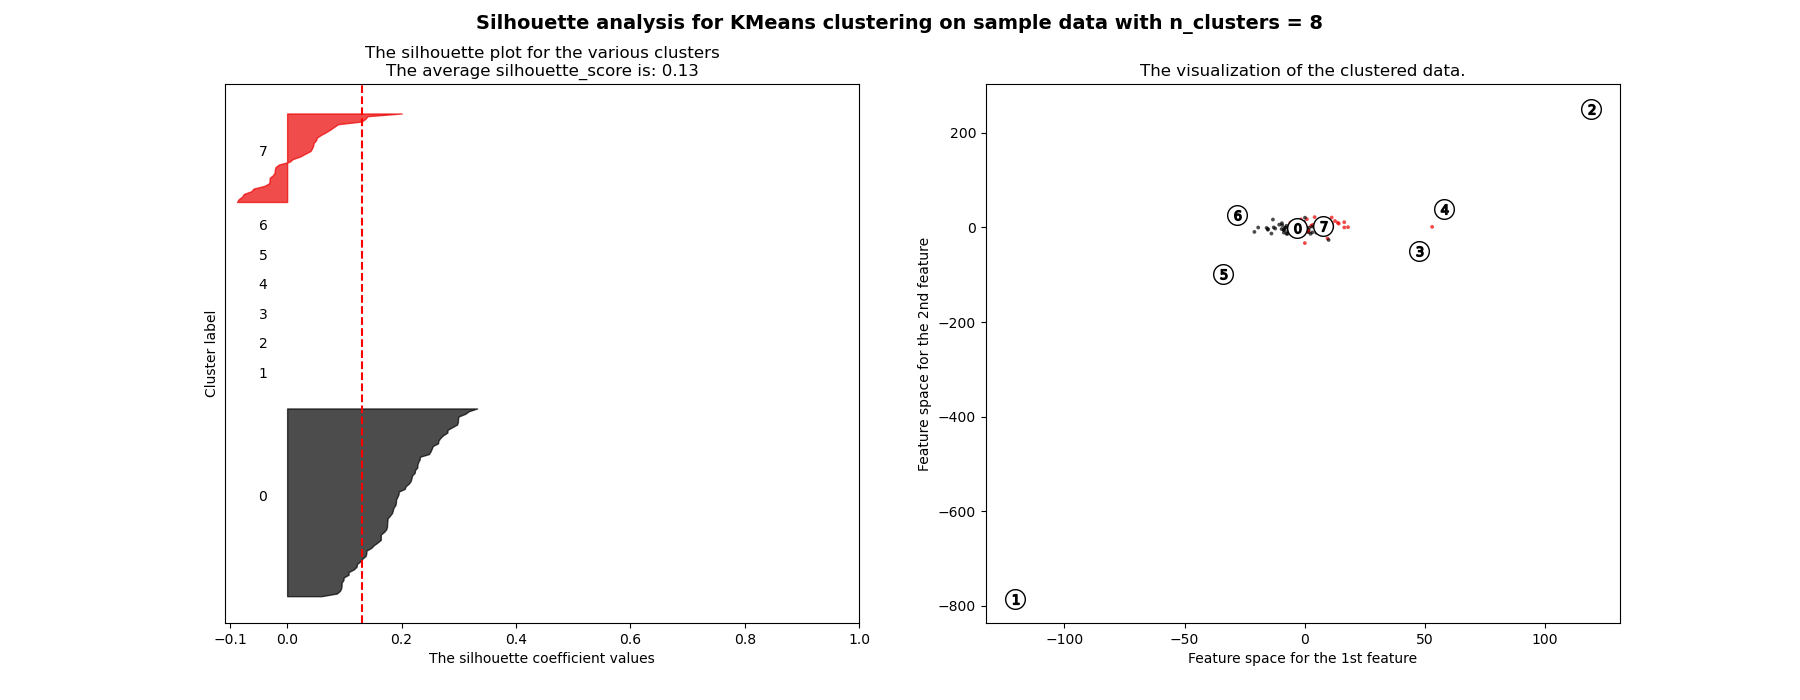 Silhouette analysis for KMeans clustering on sample data with n_clusters = 8
The silhouette plot for the various clusters
The average silhouette_score is: 0.13
Cluster label
7
6
5
4
3
2
1
0
−0.1 0.0 0.2 0.4 0.6 0.8 1.0
The silhouette coefficient values
The visualization of the clustered data.
Feature space for the 2nd feature
200
0
−200
−400
−600
−800
2
4
6
0 7
3
5
1
−100 −50 0 50 100
Feature space for the 1st feature